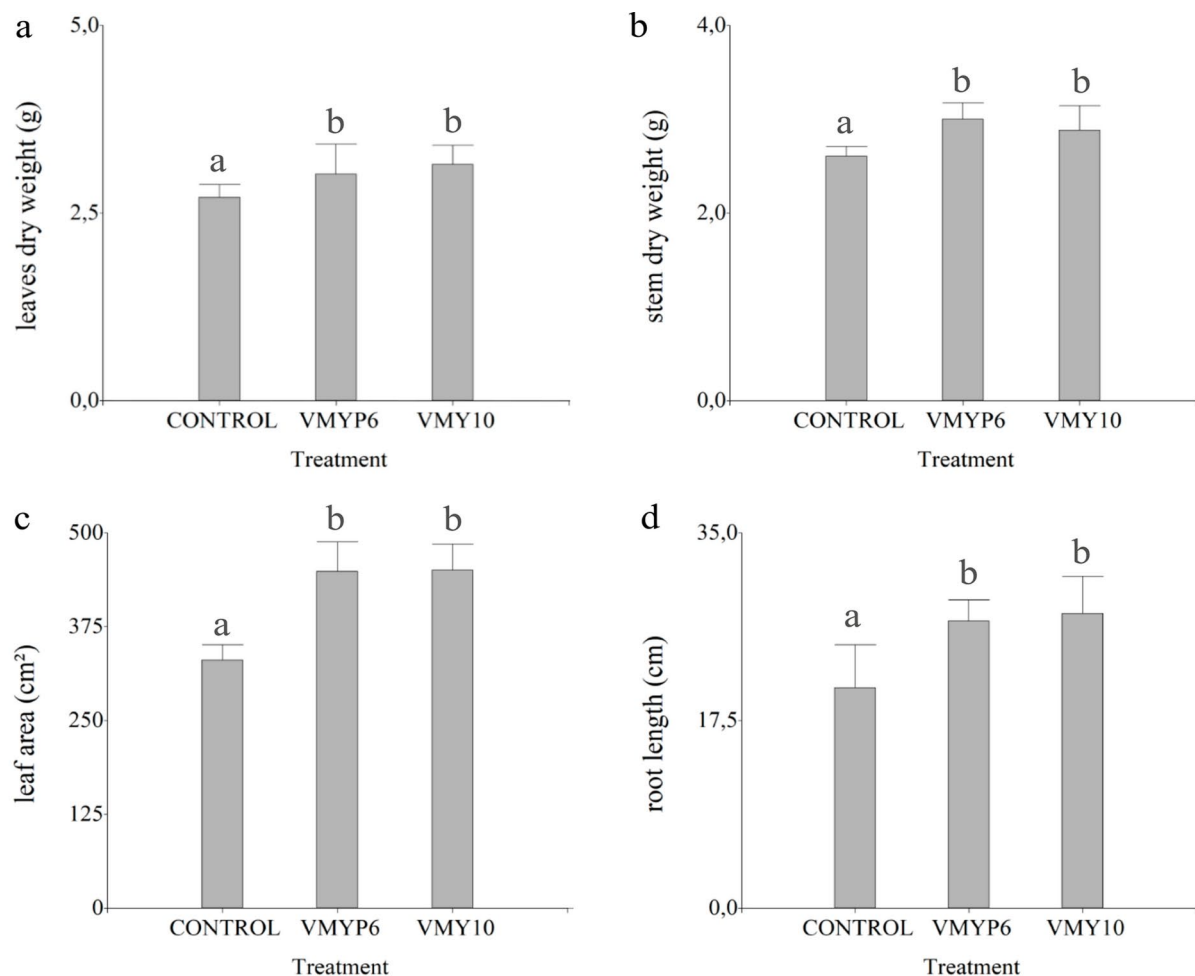 a
5,0
2,5
0,0
leaves dry weight (g)
a
b
b
CONTROL VMYP6 VMY10
Treatment
b
4,0
2,0
0,0
stem dry weight (g)
a
b
b
CONTROL VMYP6 VMY10
Treatment
c
500
375
250
125
0
leaf area (cm²)
a
b
b
CONTROL VMYP6 VMY10
Treatment
d
35,0
17,5
0,0
root length (cm)
a
b
b
CONTROL VMYP6 VMY10
Treatment